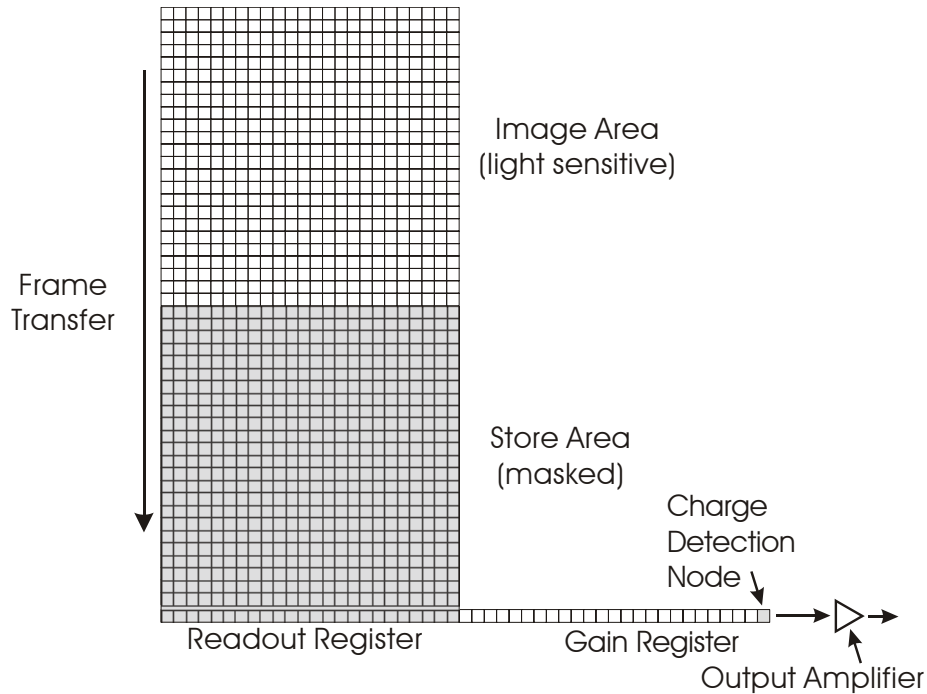 Image Area
(light sensitive)
Frame
Transfer
Store Area
(masked)
Charge
Detection
Node
Readout Register
Gain Register
Output Amplifier